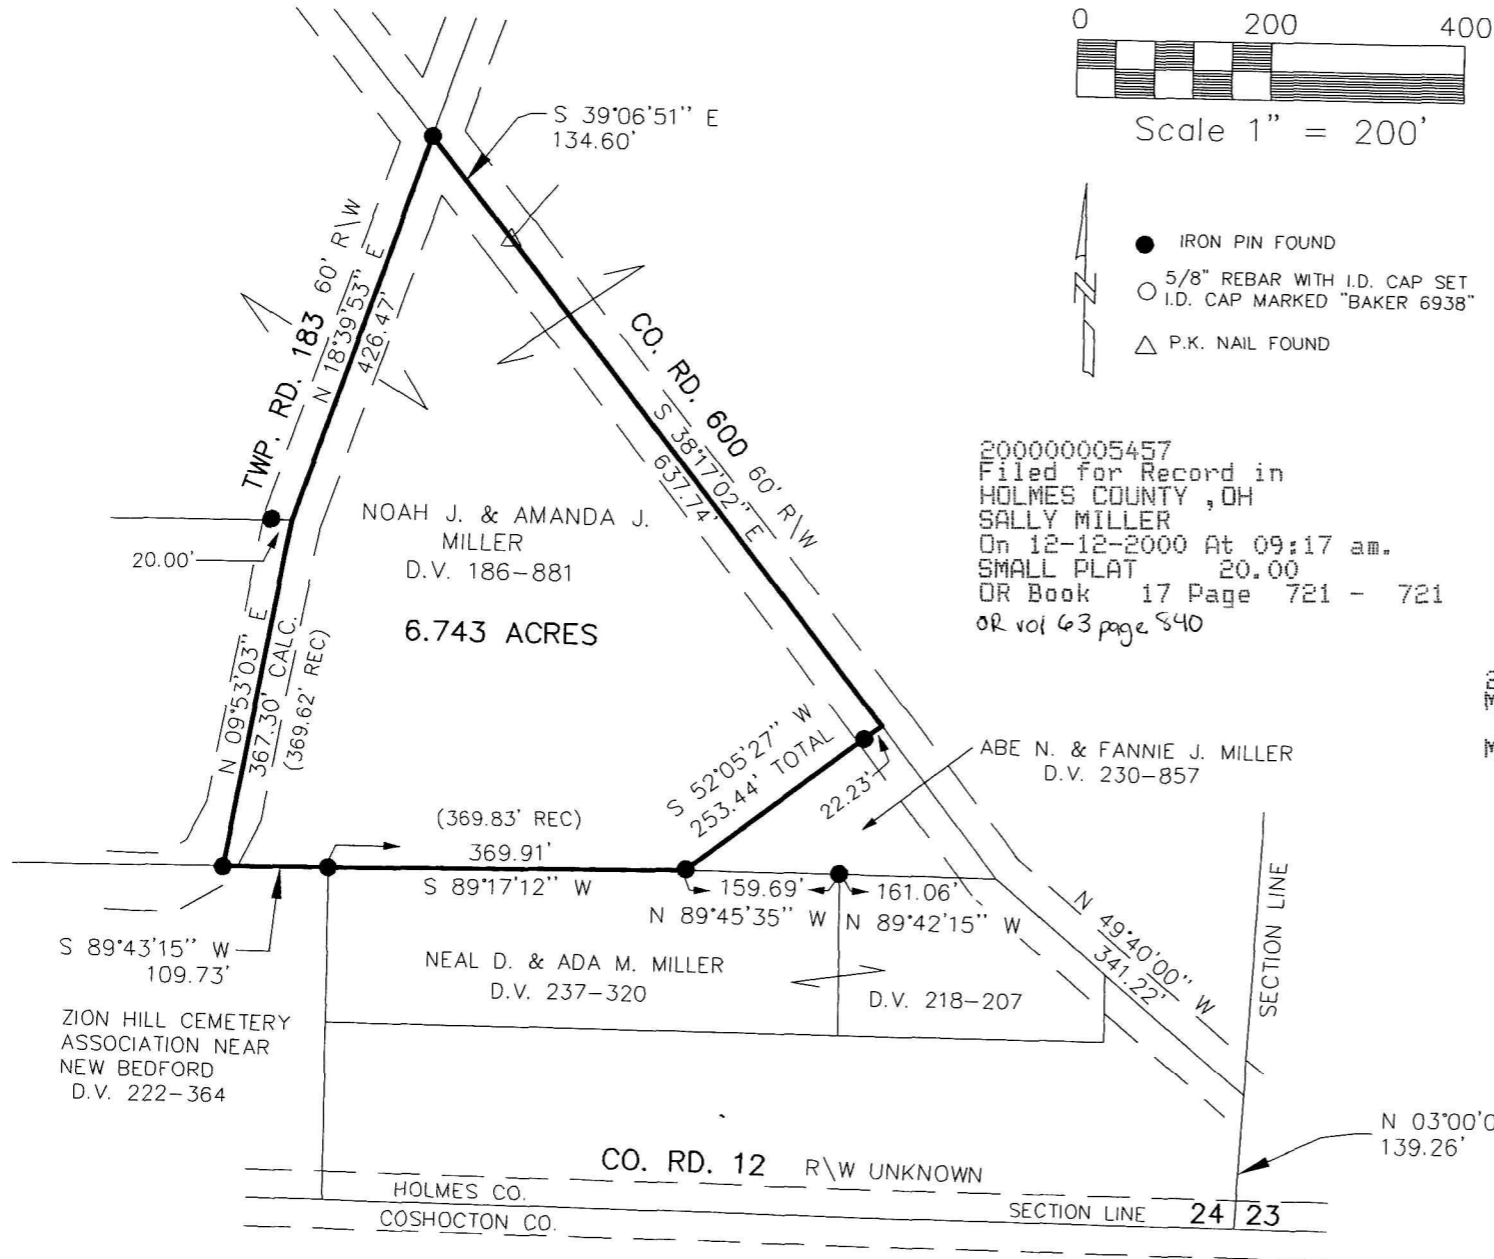 0 200 400
Scale 1" = 200'
S 39°06'51" E
134.60'
N
IRON PIN FOUND
5/8" REBAR WITH I.D. CAP SET
I.D. CAP MARKED "BAKER 6938"
P.K. NAIL FOUND
TWP. RD. 183 60' R\W
N 18°39'53" E
426.47'
CO. RD. 600 60' R\W
S 38°17'02" E
637.74'
200000005457
Filed for Record in
HOLMES COUNTY ,OH
SALLY MILLER
On 12-12-2000 At 09:17 am.
SMALL PLAT 20.00
OR Book 17 Page 721 - 721
OR vol 63 page 840
20.00'
NOAH J. & AMANDA J.
MILLER
D.V. 186-881
6.743 ACRES
N 09°53'03" E
367.30' CALC.
(369.62' REC)
S 52°05'27" W
253.44' TOTAL
22.23'
ABE N. & FANNIE J. MILLER
D.V. 230-857
(369.83' REC)
369.91'
S 89°17'12" W
159.69'
N 89°45'35" W
161.06'
N 89°42'15" W
N 49°40'00" W
341.22'
SECTION LINE
S 89°43'15" W
109.73'
NEAL D. & ADA M. MILLER
D.V. 237-320
D.V. 218-207
ZION HILL CEMETERY
ASSOCIATION NEAR
NEW BEDFORD
D.V. 222-364
N 03°00'0
139.26'
CO. RD. 12 R\W UNKNOWN
HOLMES CO.
COSHOCTON CO.
SECTION LINE 24 23